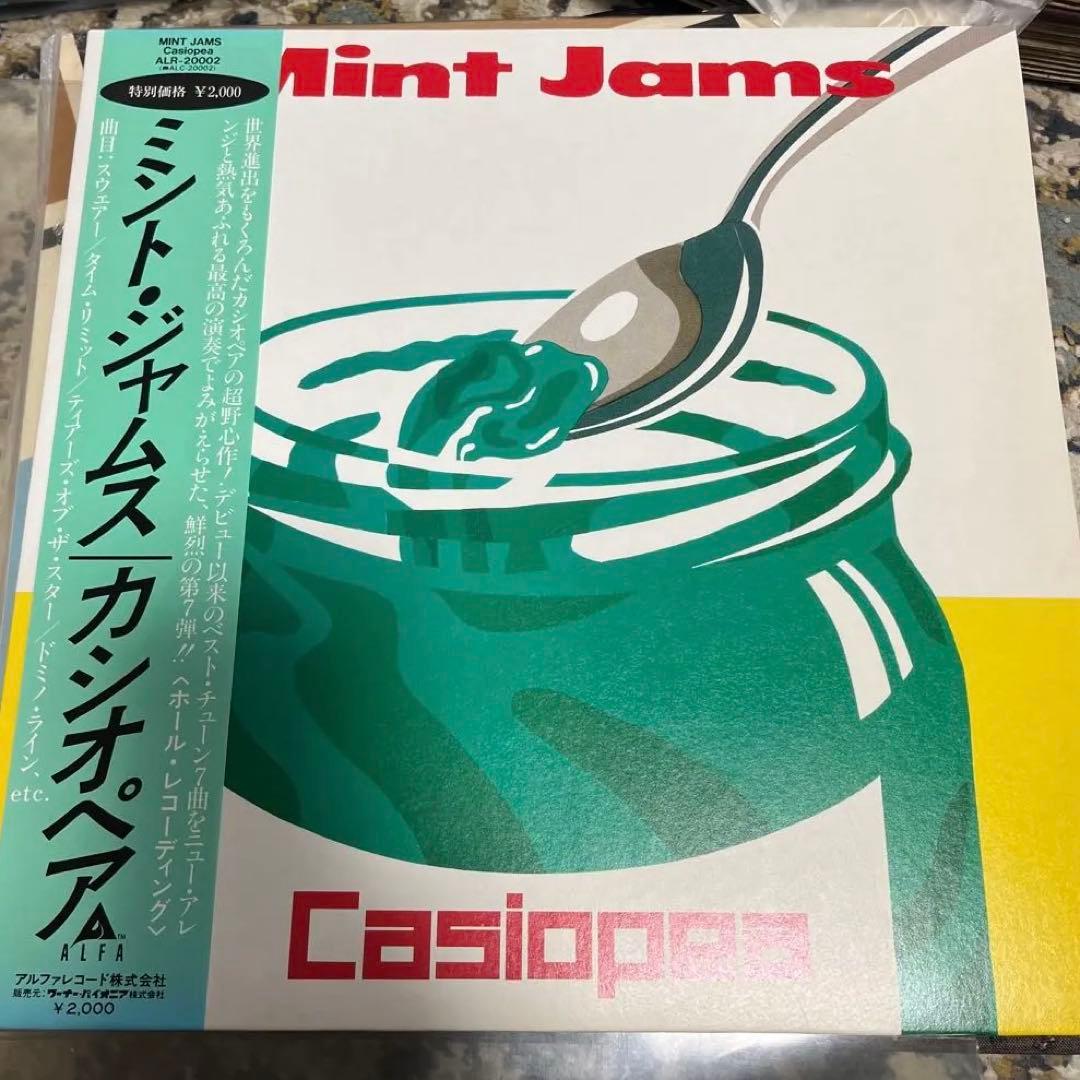 MINT JAMS
Casiopea
ALR-20002
(ALC-20002)
特別価格 ¥2,000
ミント・ジャムス|カシオペア
世界進出をもくろんだカシオペアの超野心作!デビュー以来のベスト・チューン7曲をニュー・アレ
ンジと熱気あふれる最高の演奏でよみがえらせた、鮮烈の第7弾!!:〈ホール・レコーディング〉
曲目:スウェアー/タイム・リミット/ティアーズ・オブ・ザ・スター/ドミノ・ライン、
etc.
ALFA™
アルファレコード株式会社
販売元:ワーナー・パイオニア株式会社
¥2,000
Mint Jams
Casiopea